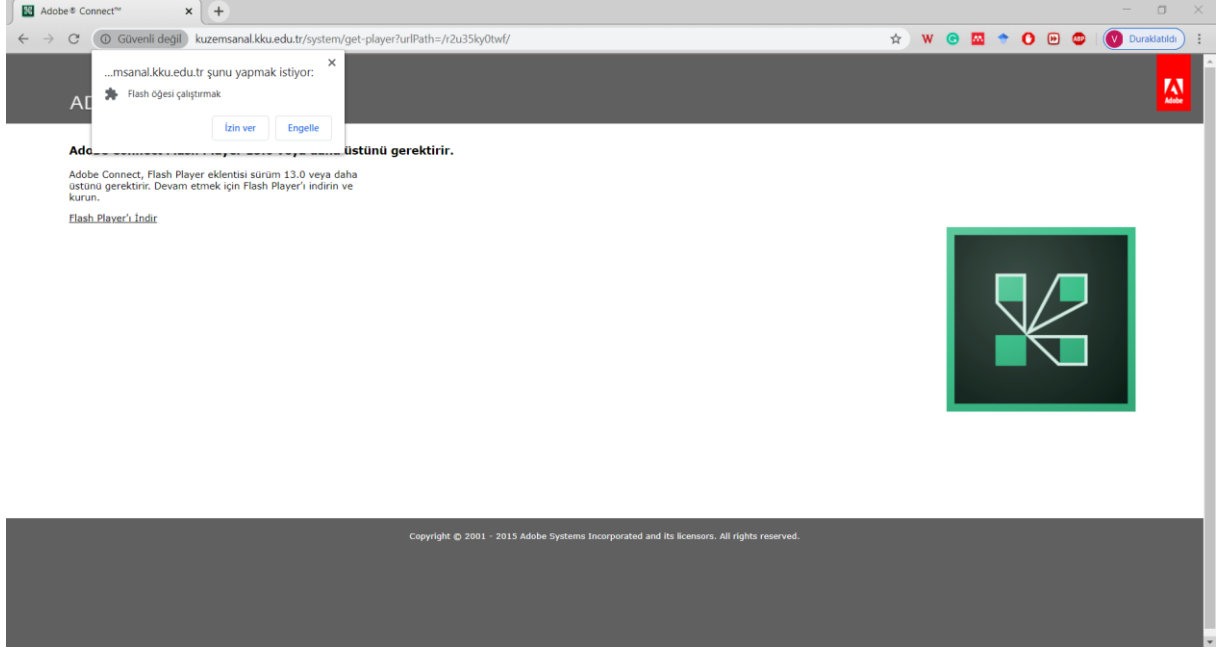 Adobe® Connect™
Güvenli değil
kuzemsanal.kku.edu.tr/system/get-player?urlPath=/r2u35ky0twf/
W
ABP
V
Duraklatıldı
...msanal.kku.edu.tr şunu yapmak istiyor:
Flash öğesi çalıştırmak
İzin ver
Engelle
Adobe
üstünü gerektirir.
Adobe Connect, Flash Player eklentisi sürüm 13.0 veya daha
üstünü gerektirir. Devam etmek için Flash Player'ı indirin ve
kurun.
Flash Player'ı İndir
Copyright © 2001 - 2015 Adobe Systems Incorporated and its licensors. All rights reserved.